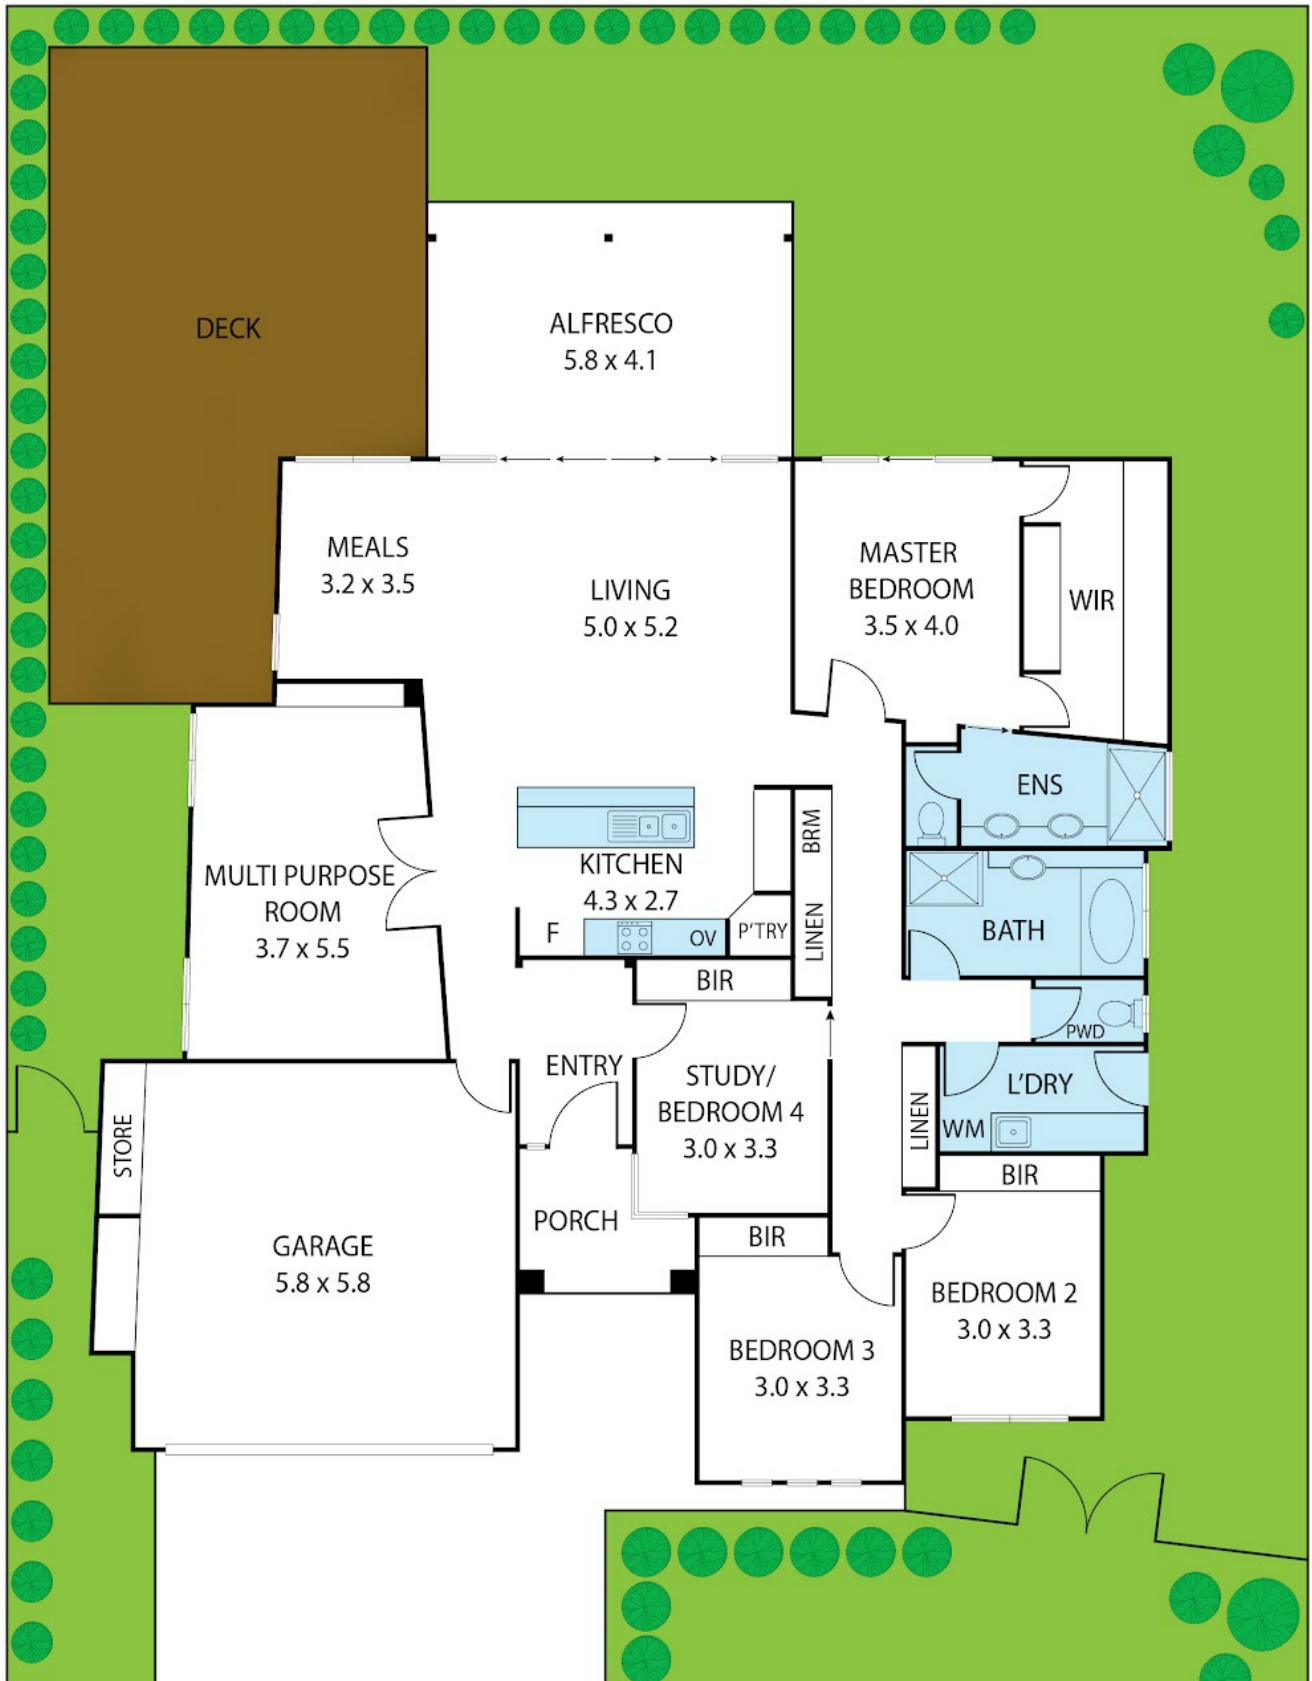 DECK
ALFRESCO
5.8 x 4.1
MEALS
3.2 x 3.5
LIVING
5.0 x 5.2
MASTER
BEDROOM
3.5 x 4.0
WIR
ENS
BRM
LINEN
KITCHEN
4.3 x 2.7
F
OV
P'TRY
MULTI PURPOSE
ROOM
3.7 x 5.5
BATH
BIR
PWD
ENTRY
STUDY/
BEDROOM 4
3.0 x 3.3
L'DRY
WM
LINEN
STORE
BIR
PORCH
BIR
GARAGE
5.8 x 5.8
BEDROOM 2
3.0 x 3.3
BEDROOM 3
3.0 x 3.3